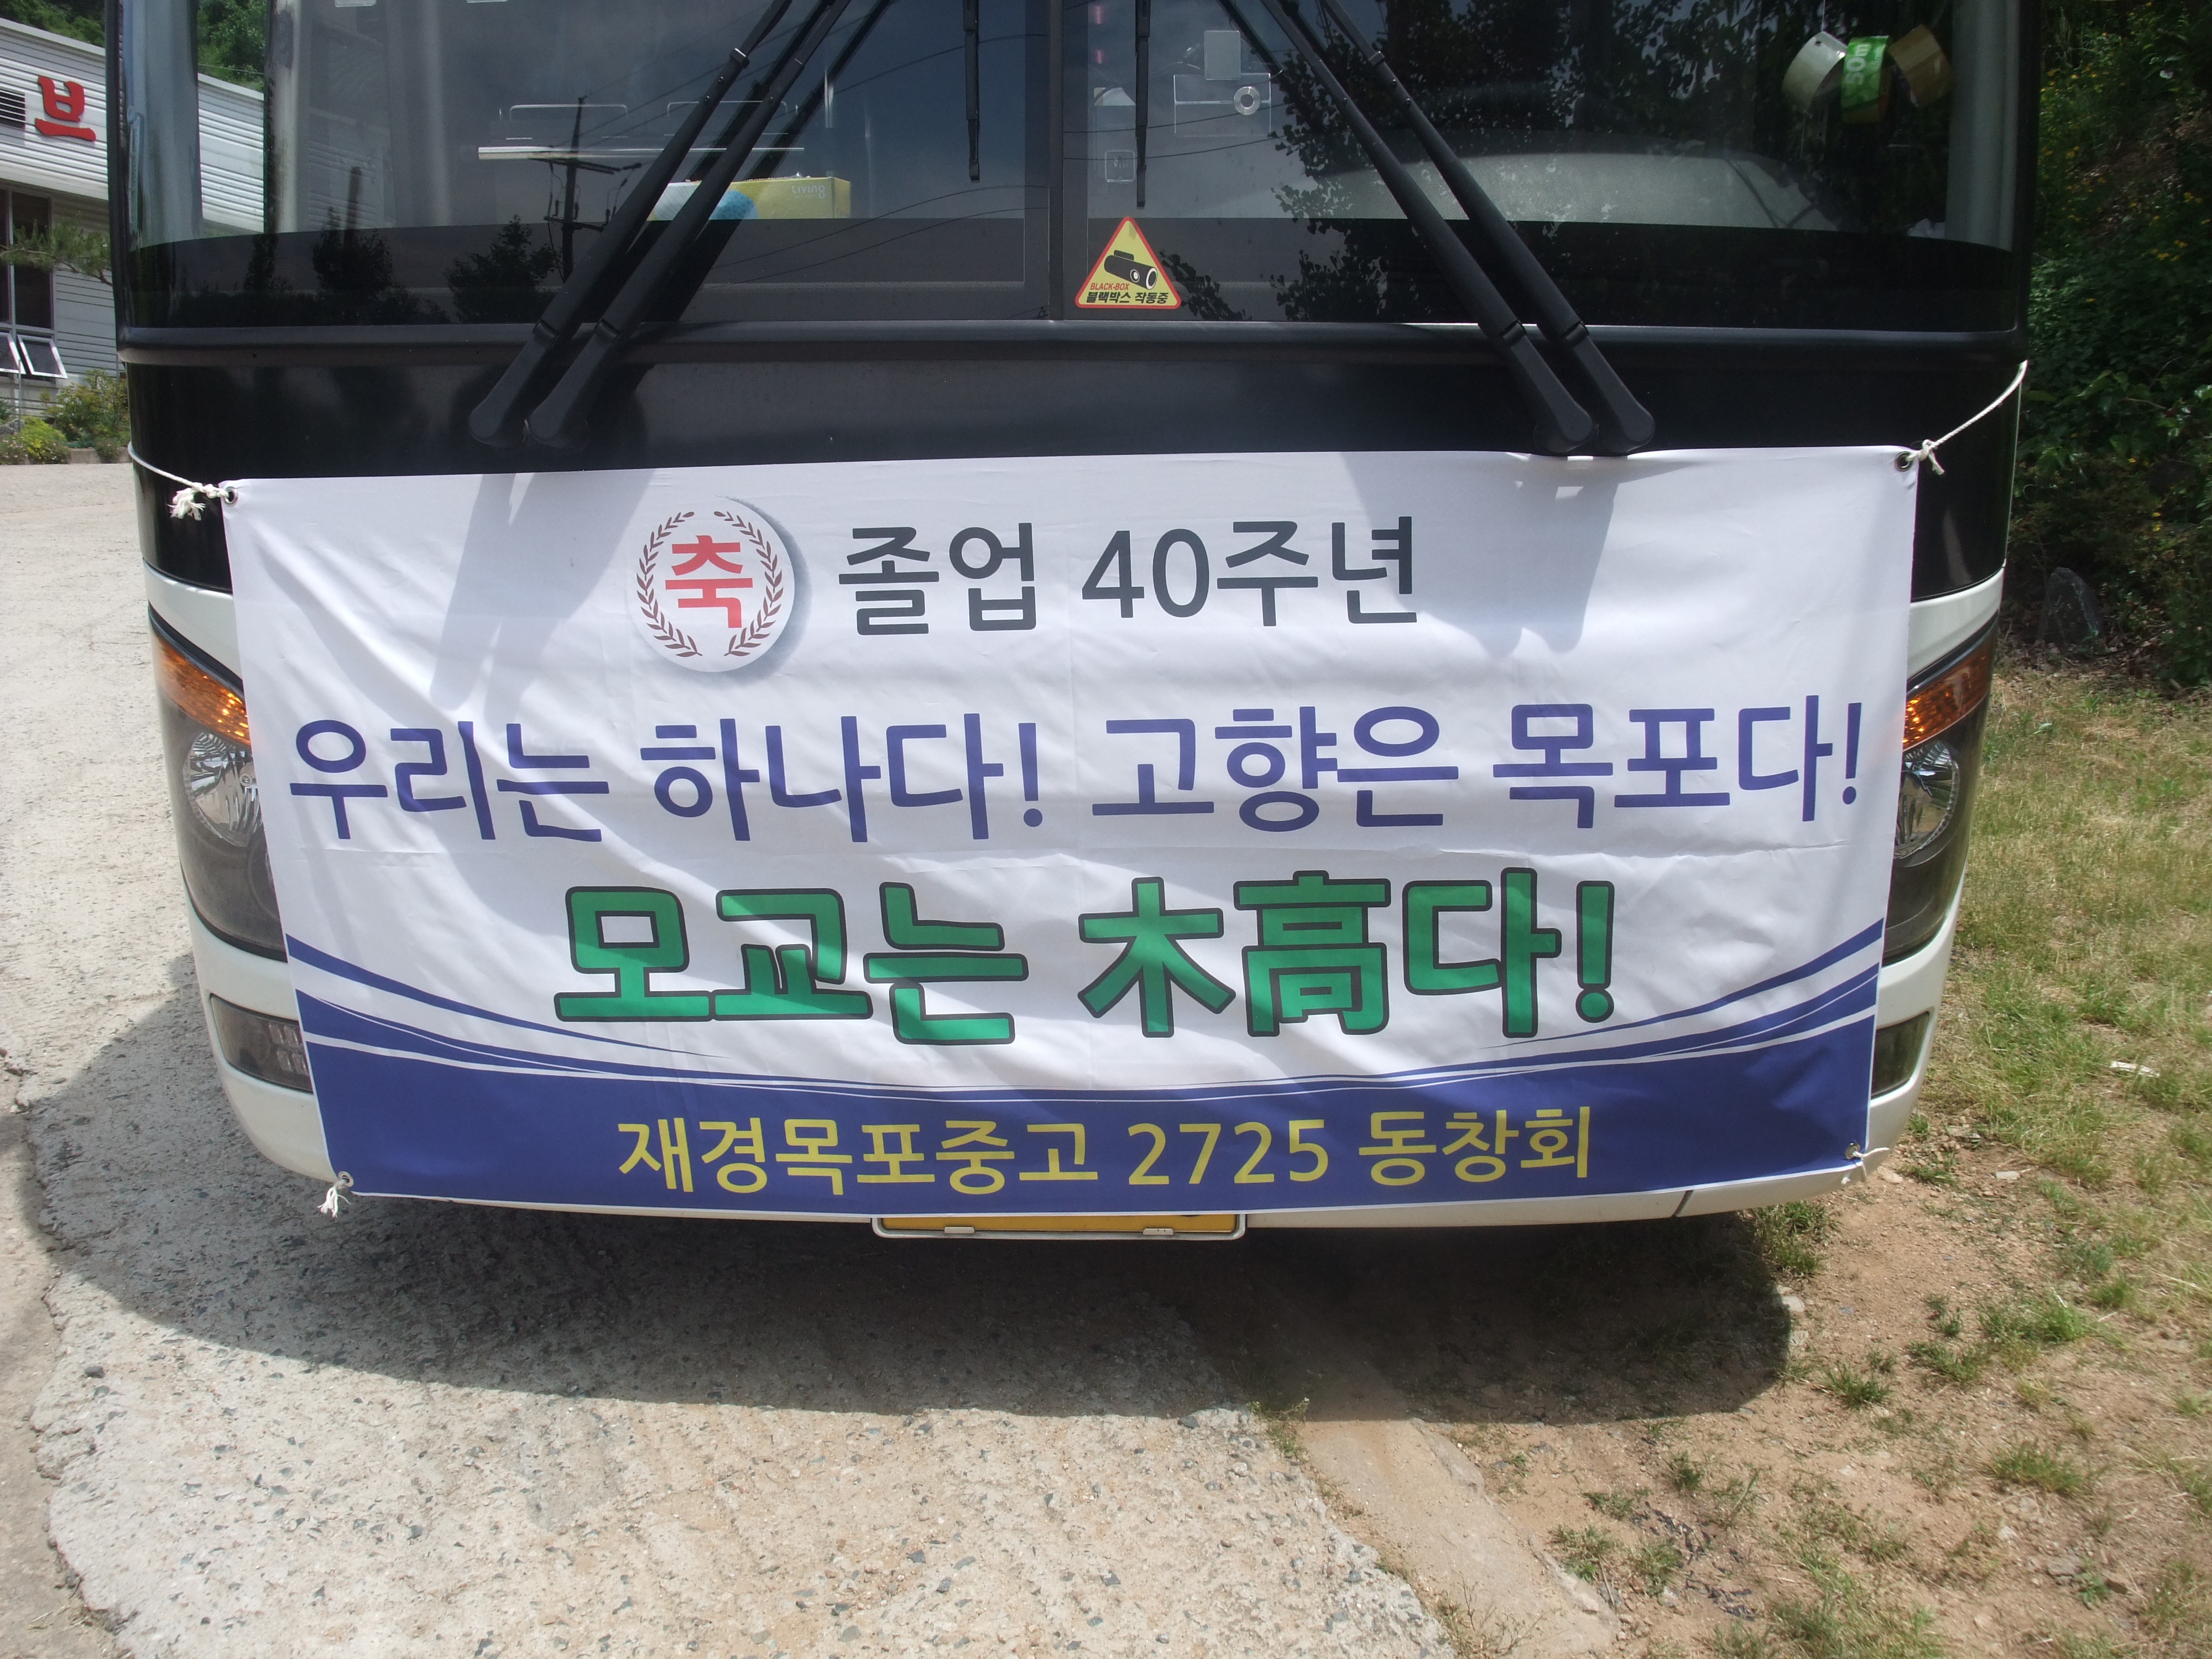 브
Living
BLACK-BOX
블랙박스 작동중
축 졸업 40주년
우리는 하나다! 고향은 목포다!
모교는 木高다!
재경목포중고 2725 동창회